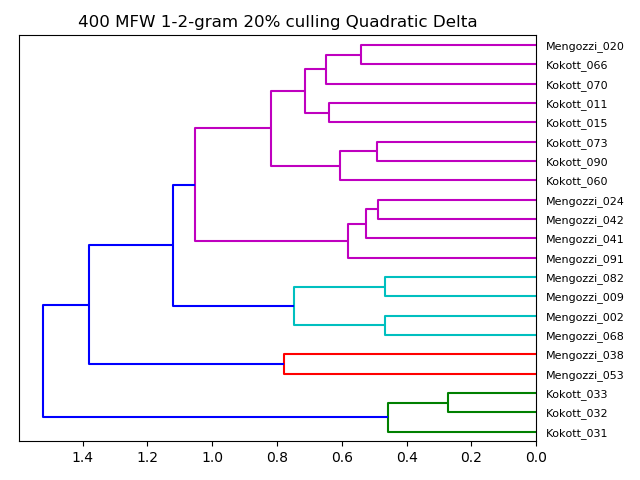 400 MFW 1-2-gram 20% culling Quadratic Delta
Mengozzi_020
Kokott_066
Kokott_070
Kokott_011
Kokott_015
Kokott_073
Kokott_090
Kokott_060
Mengozzi_024
Mengozzi_042
Mengozzi_041
Mengozzi_091
Mengozzi_082
Mengozzi_009
Mengozzi_002
Mengozzi_068
Mengozzi_038
Mengozzi_053
Kokott_033
Kokott_032
Kokott_031
1.4 1.2 1.0 0.8 0.6 0.4 0.2 0.0